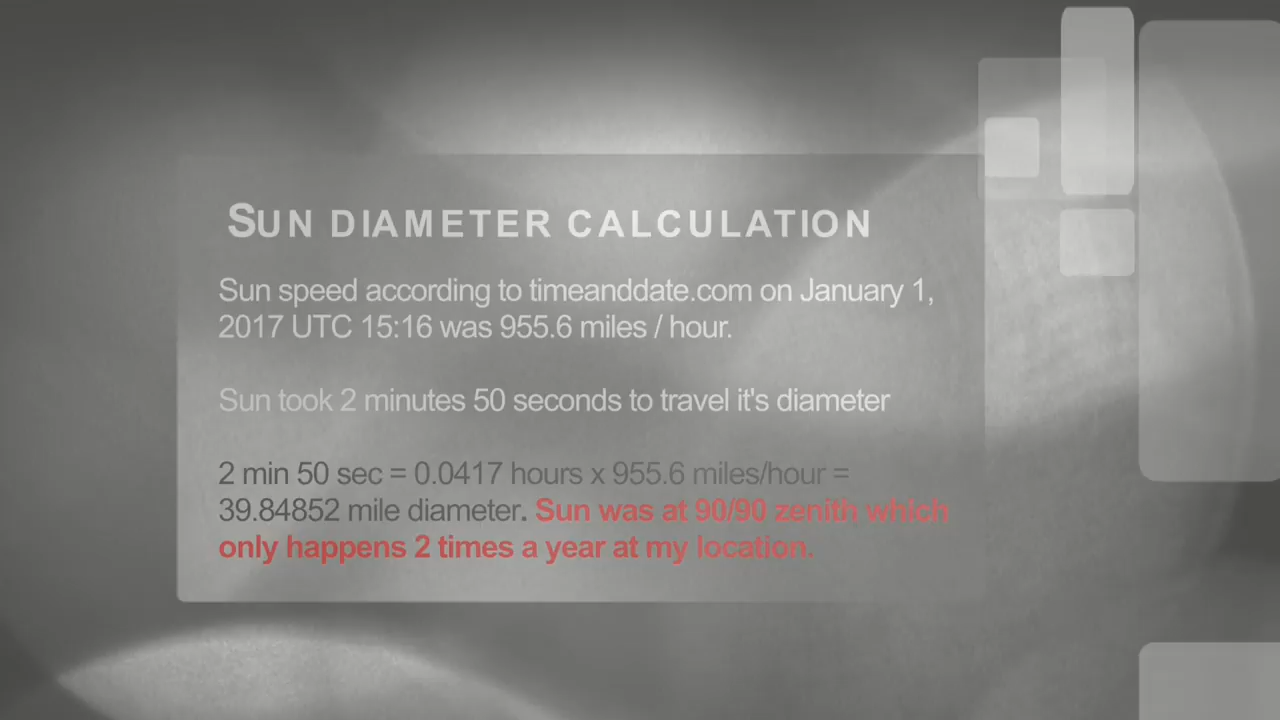 SUN DIAMETER CALCULATION
Sun speed according to timeanddate.com on January 1,
2017 UTC 15:16 was 955.6 miles / hour.
Sun took 2 minutes 50 seconds to travel it's diameter
2 min 50 sec = 0.0417 hours x 955.6 miles/hour =
39.84852 mile diameter. Sun was at 90/90 zenith which
only happens 2 times a year at my location.